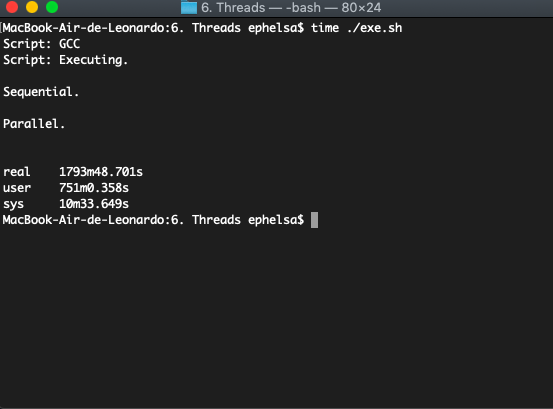 6. Threads — -bash — 80×24
[MacBook-Air-de-Leonardo:6. Threads ephelsa$ time ./exe.sh
Script: GCC
Script: Executing.
Sequential.
Parallel.
real 1793m48.701s
user 751m0.358s
sys 10m33.649s
MacBook-Air-de-Leonardo:6. Threads ephelsa$